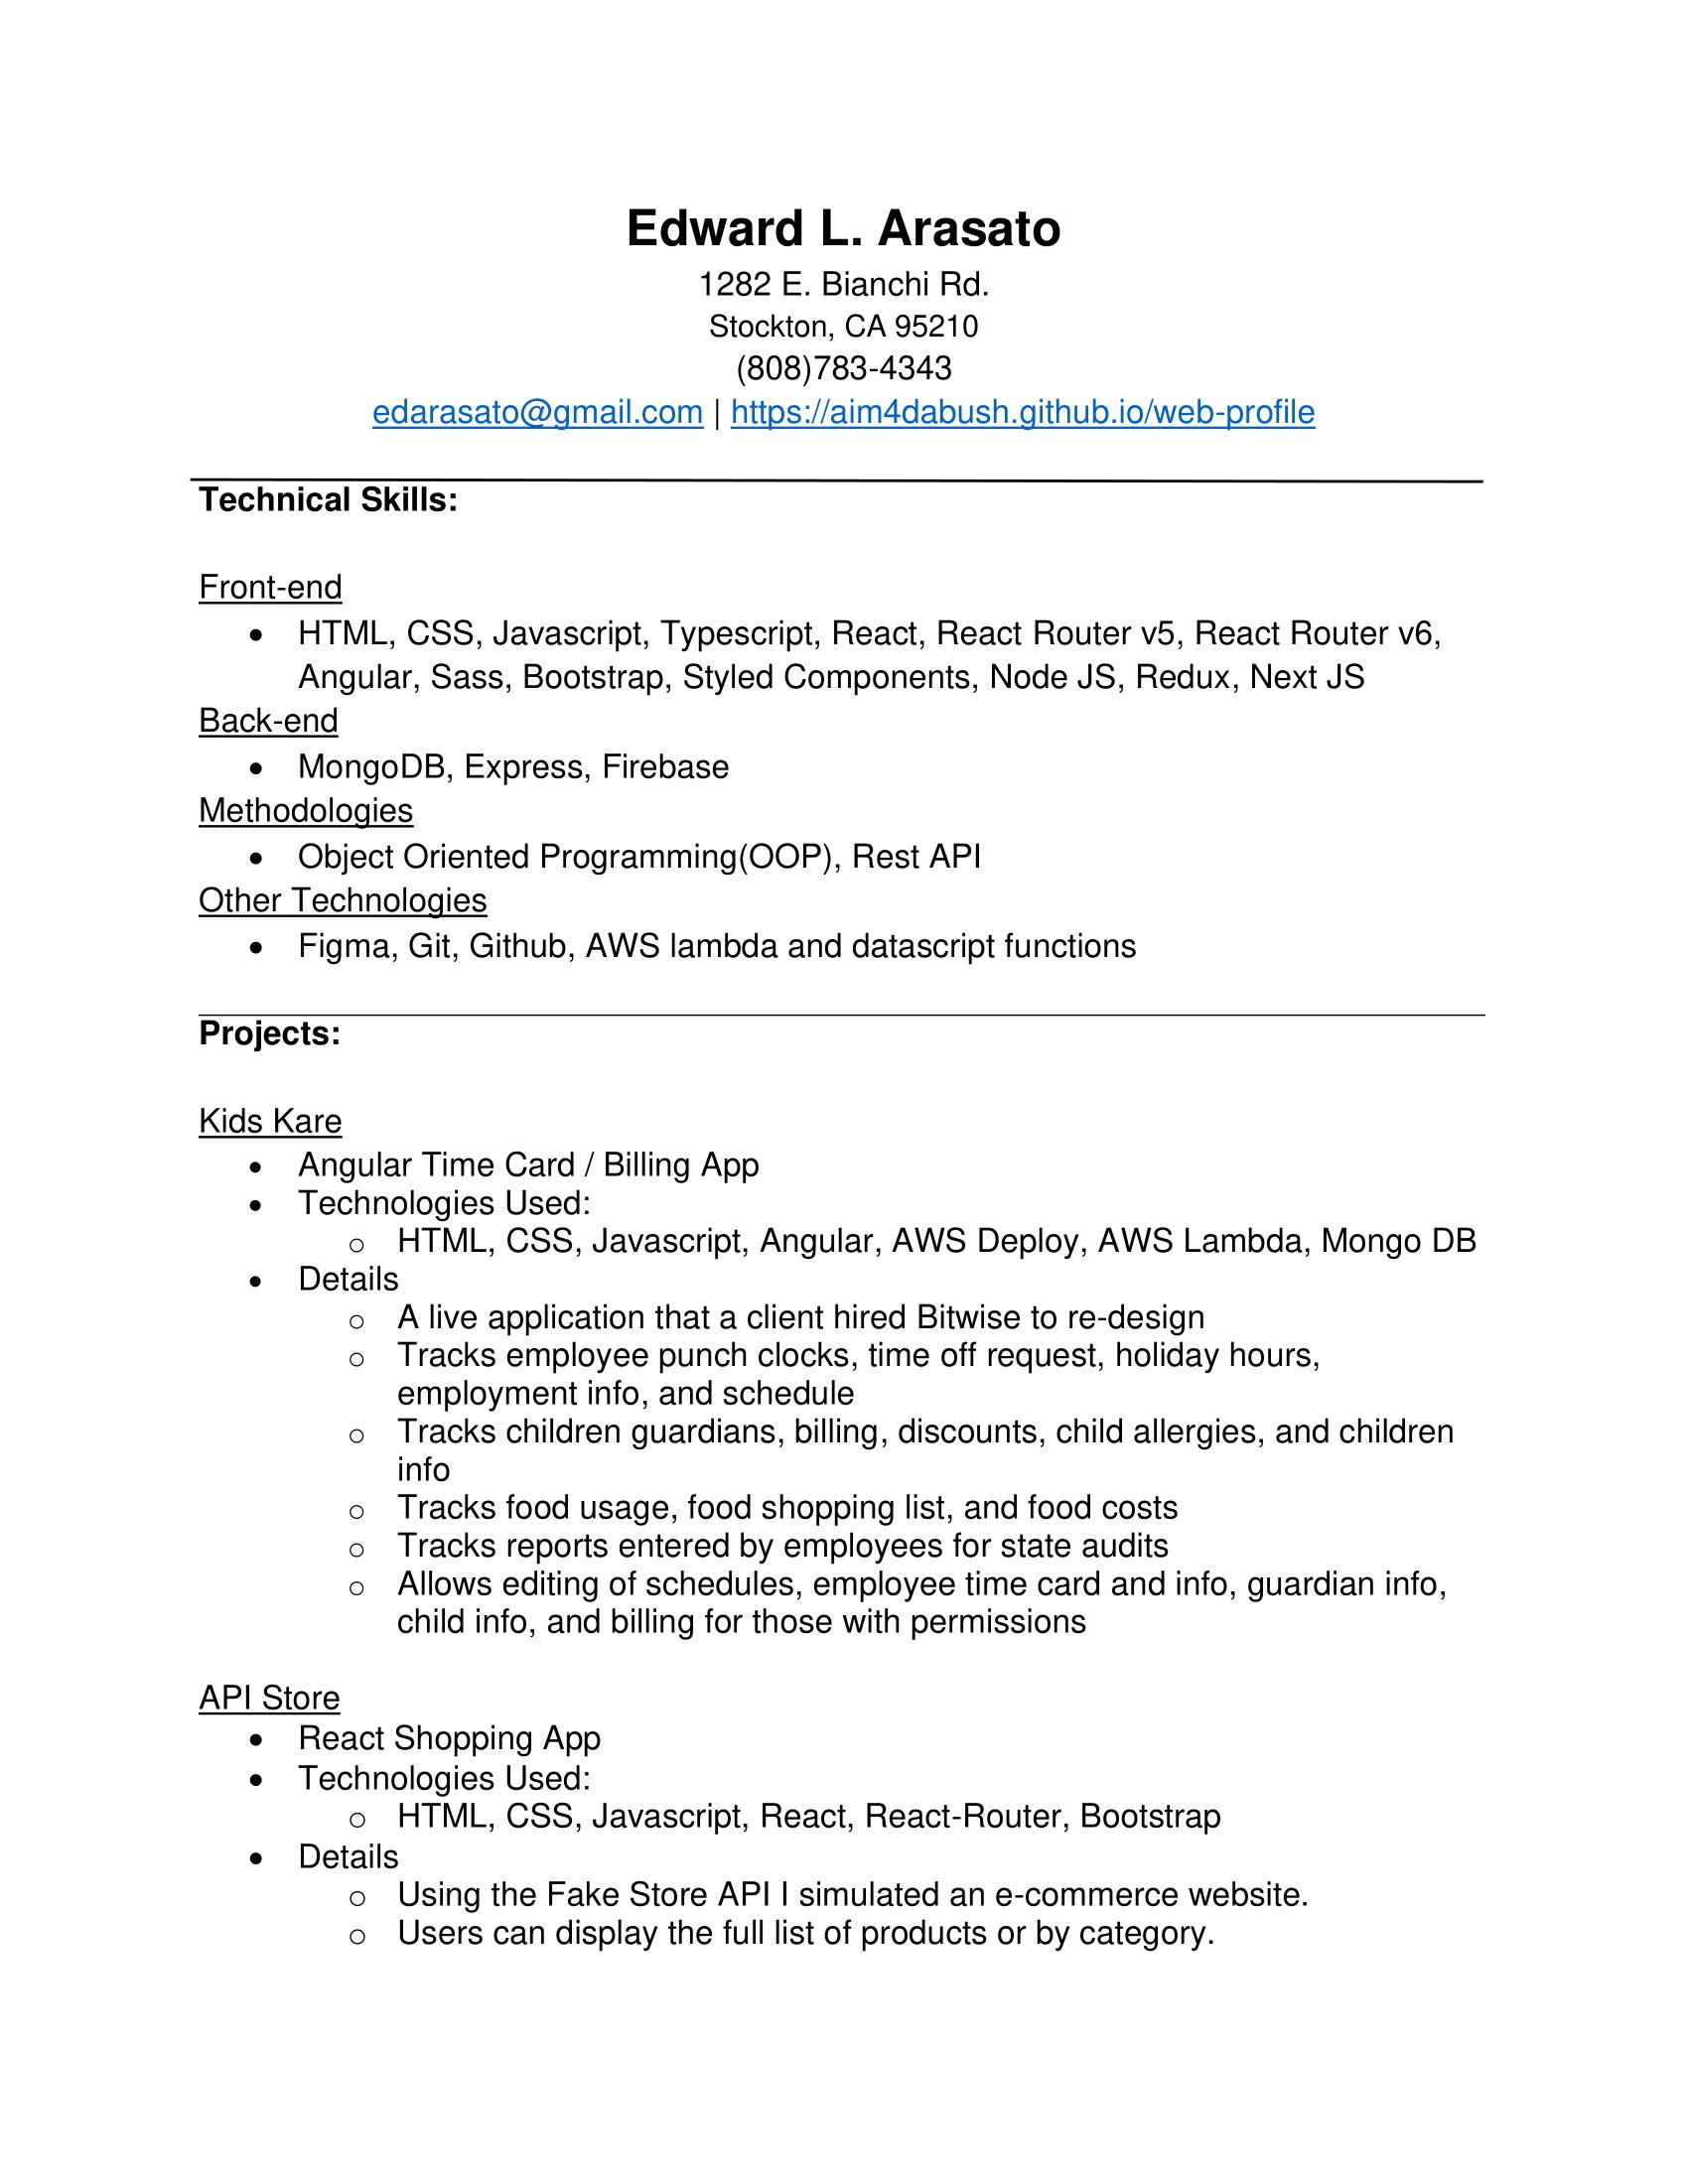 Edward L. Arasato
1282 E. Bianchi Rd.
Stockton, CA 95210
(808)783-4343
edarasato@gmail.com | https://aim4dabush.github.io/web-profile
Technical Skills:
Front-end
• HTML, CSS, Javascript, Typescript, React, React Router v5, React Router v6,
Angular, Sass, Bootstrap, Styled Components, Node JS, Redux, Next JS
Back-end
• MongoDB, Express, Firebase
Methodologies
• Object Oriented Programming(OOP), Rest API
Other Technologies
• Figma, Git, Github, AWS lambda and datascript functions
Projects:
Kids Kare
• Angular Time Card / Billing App
• Technologies Used:
o HTML, CSS, Javascript, Angular, AWS Deploy, AWS Lambda, Mongo DB
• Details
o A live application that a client hired Bitwise to re-design
o Tracks employee punch clocks, time off request, holiday hours,
employment info, and schedule
o Tracks children guardians, billing, discounts, child allergies, and children
info
o Tracks food usage, food shopping list, and food costs
o Tracks reports entered by employees for state audits
o Allows editing of schedules, employee time card and info, guardian info,
child info, and billing for those with permissions
API Store
• React Shopping App
• Technologies Used:
o HTML, CSS, Javascript, React, React-Router, Bootstrap
• Details
o Using the Fake Store API I simulated an e-commerce website.
o Users can display the full list of products or by category.